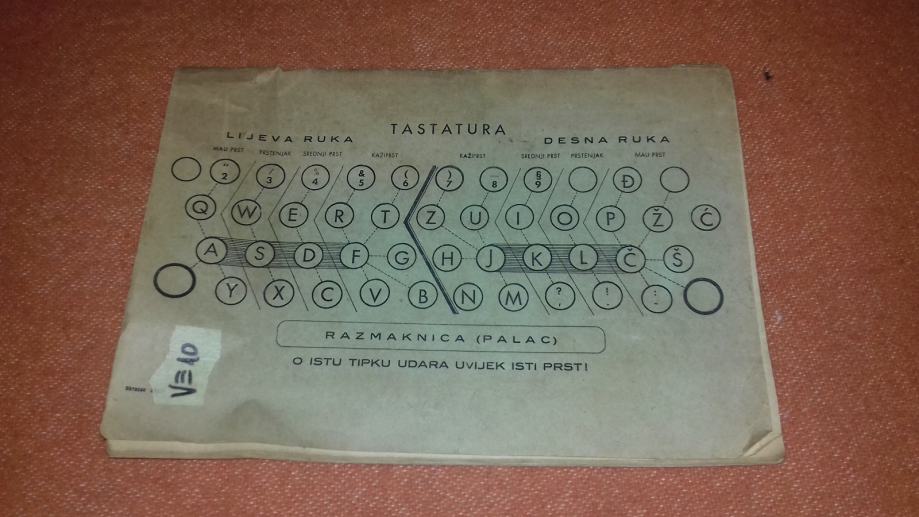 TASTATURA
LIJEVA RUKA DESNA RUKA
MALI PRST PRSTENJAK SREDNJI PRST KAŽIPRST KAŽIPRST SREDNJI PRST PRSTENJAK MALI PRST
" 2 / 3 % 4 & 5 ( 6 ) 7 _ 8 § 9 Đ
Q W E R T Z U I O P Ž Ć
A S D F G H J K L Č Š
Y X C V B N M ? ! : -
RAZMAKNICA (PALAC)
O ISTU TIPKU UDARA UVIJEK ISTI PRST!
V=10